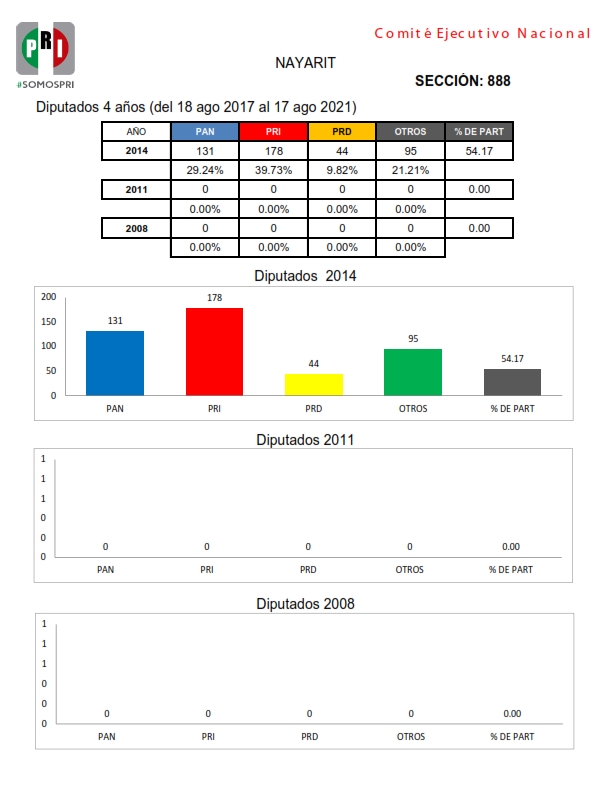 Comité Ejecutivo Nacional
PRI
#SOMOSPRI
NAYARIT
SECCIÓN: 888
Diputados 4 años (del 18 ago 2017 al 17 ago 2021)
AÑO PAN PRI PRD OTROS % DE PART
2014 131 178 44 95 54.17
29.24% 39.73% 9.82% 21.21%
2011 0 0 0 0 0.00
0.00% 0.00% 0.00% 0.00%
2008 0 0 0 0 0.00
0.00% 0.00% 0.00% 0.00%
Diputados 2014
200
178
150
131
100
95
54.17
50
44
0
PAN PRI PRD OTROS % DE PART
Diputados 2011
1
1
1
0
0
0
0 0 0 0 0.00
PAN PRI PRD OTROS % DE PART
Diputados 2008
1
1
1
0
0
0
0 0 0 0 0.00
PAN PRI PRD OTROS % DE PART